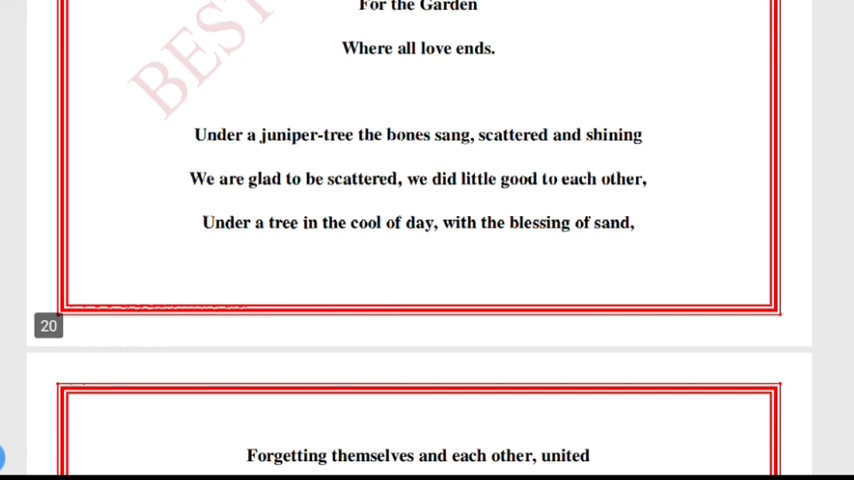 For the Garden
BEST
Where all love ends.
Under a juniper-tree the bones sang, scattered and shining
We are glad to be scattered, we did little good to each other,
Under a tree in the cool of day, with the blessing of sand,
20
Forgetting themselves and each other, united